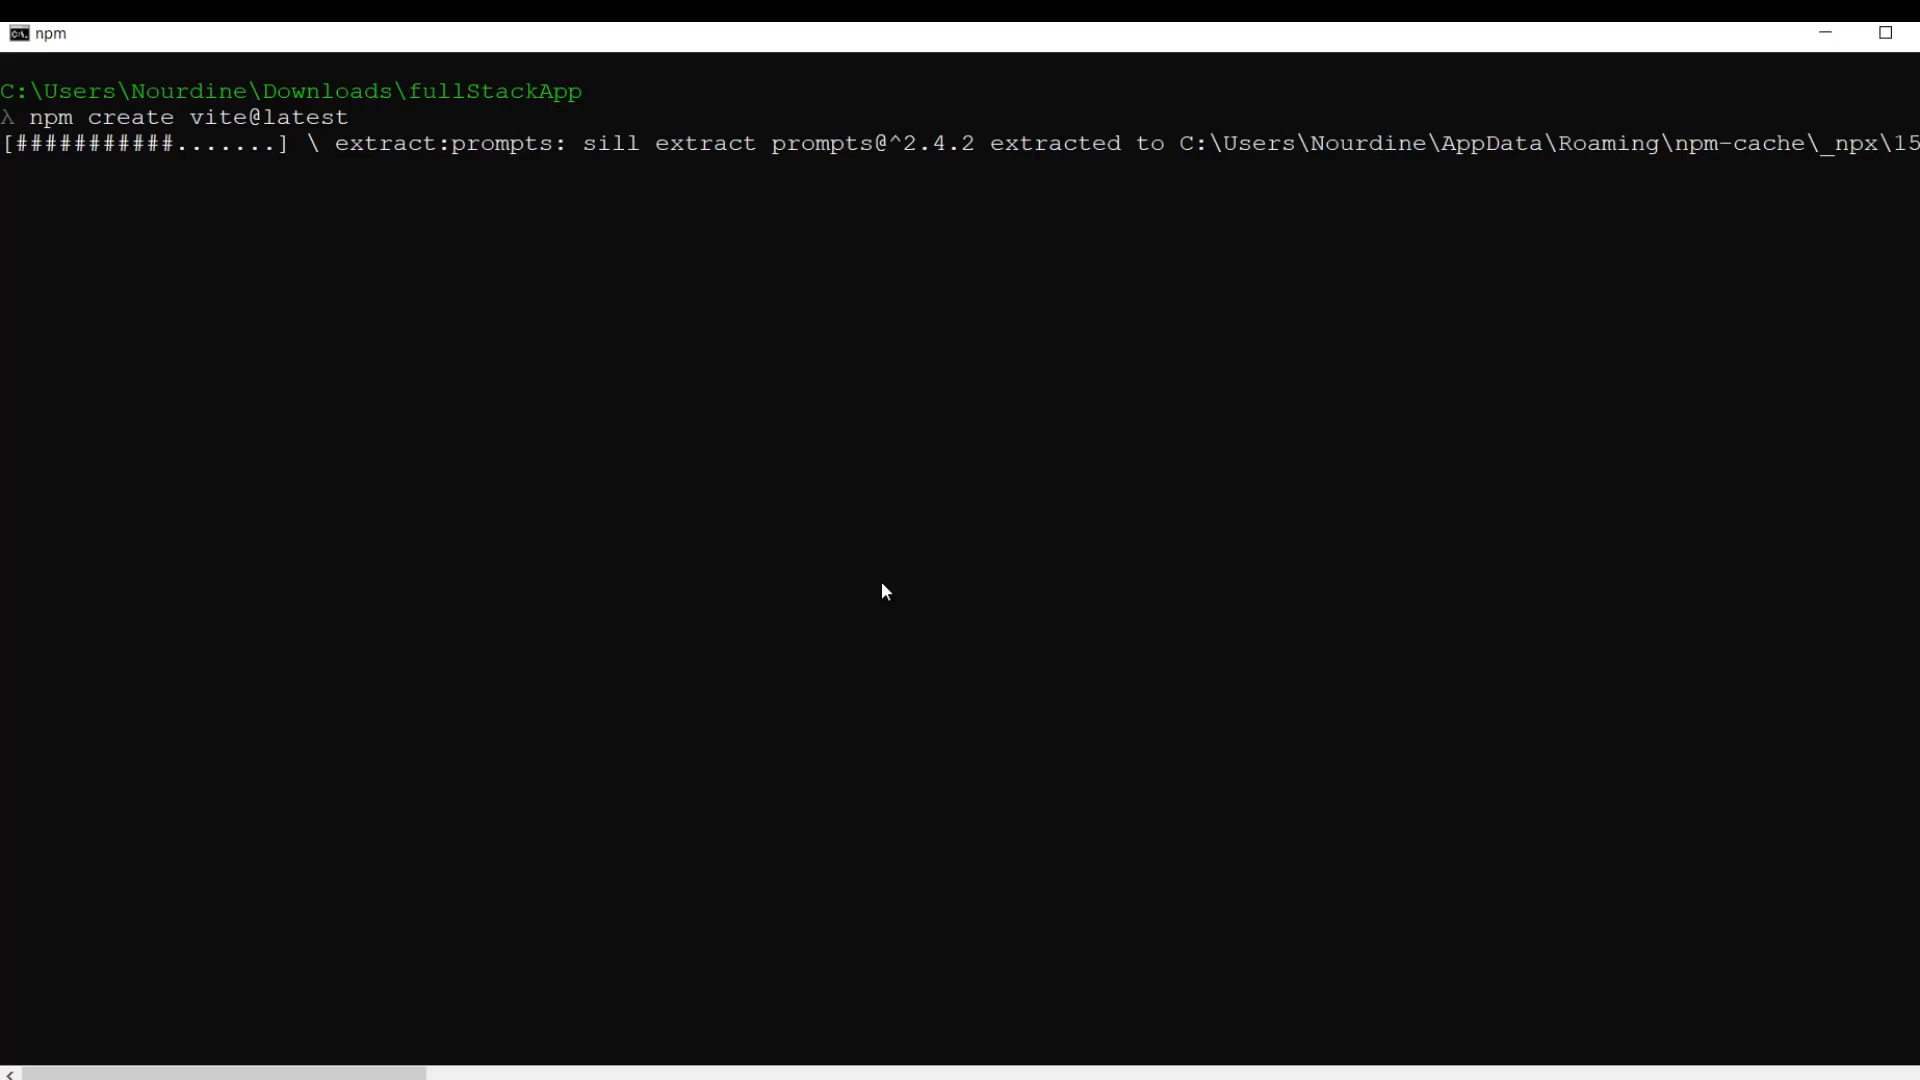 npm
C:\Users\Nourdine\Downloads\fullStackApp
λ npm create vite@latest
[###########.......] \ extract:prompts: sill extract prompts@^2.4.2 extracted to C:\Users\Nourdine\AppData\Roaming\npm-cache\_npx\15